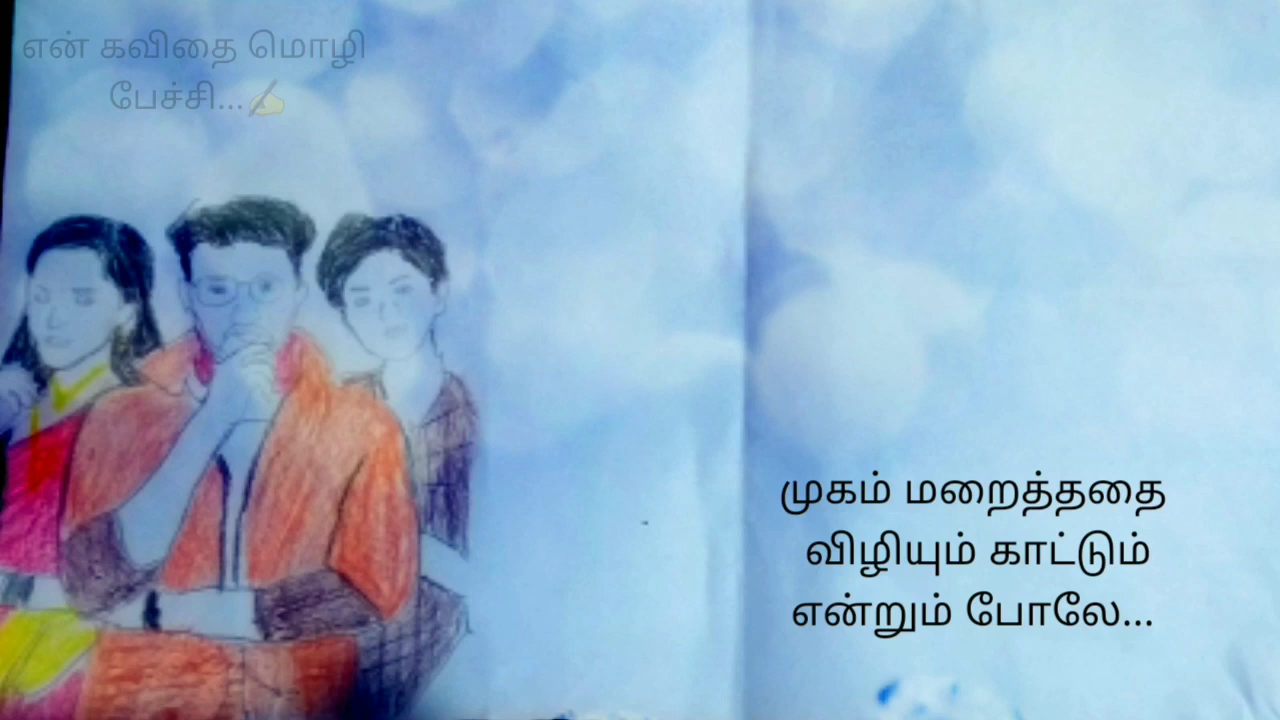 என் கவிதை மொழி
பேச்சி...✍
முகம் மறைத்ததை
விழியும் காட்டும்
என்றும் போலே...